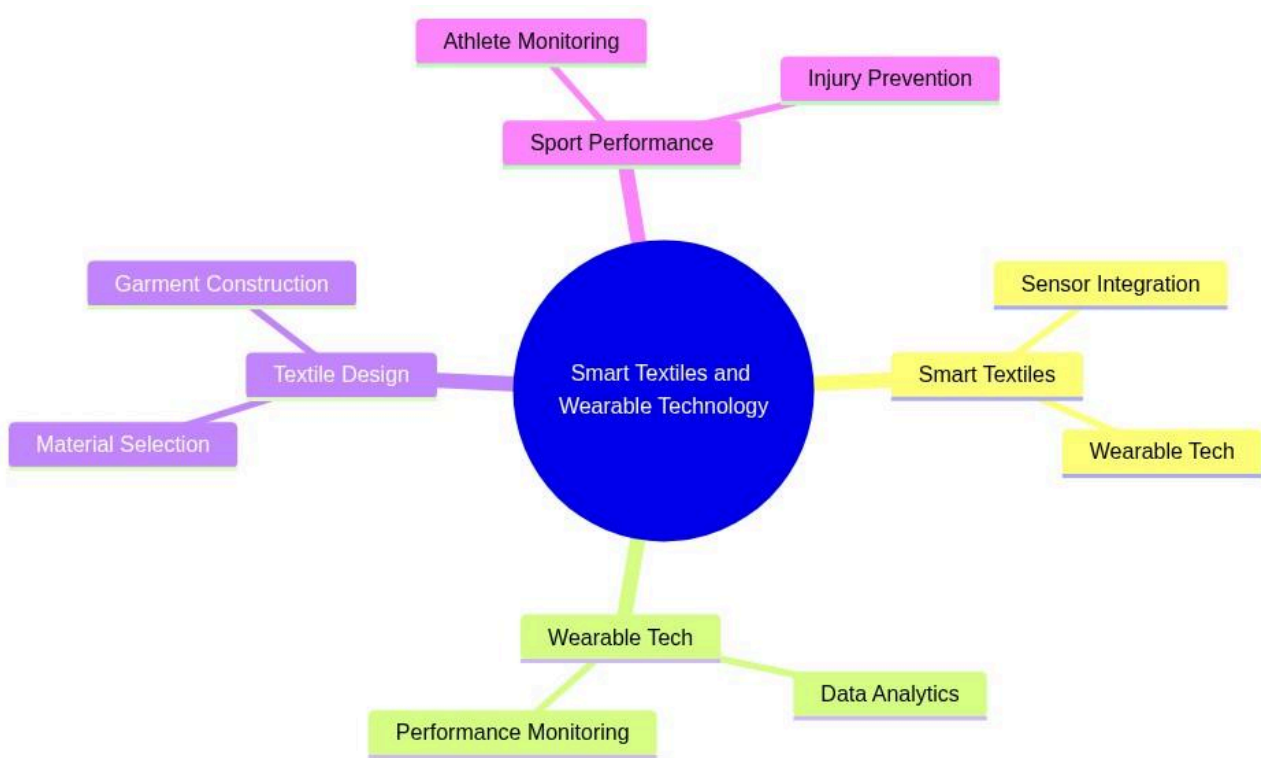 Athlete Monitoring
Injury Prevention
Sport Performance
Garment Construction
Sensor Integration
Textile Design
Smart Textiles and
Wearable Technology
Smart Textiles
Material Selection
Wearable Tech
Wearable Tech
Data Analytics
Performance Monitoring